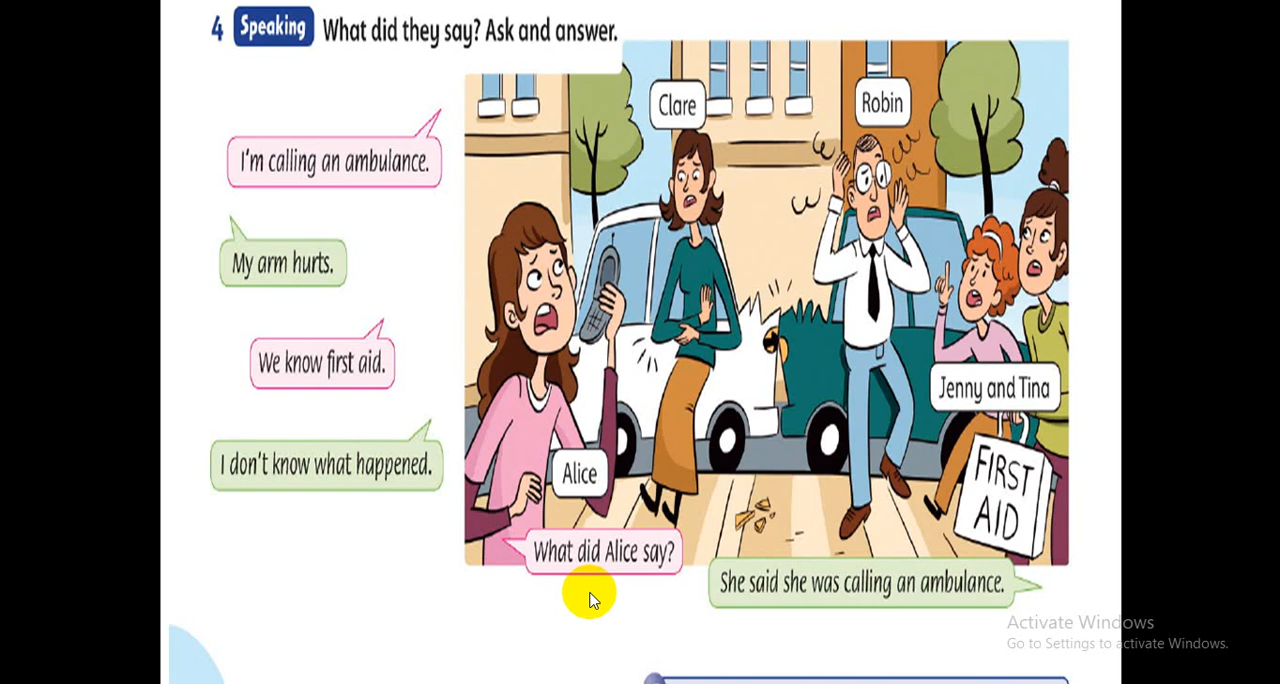 4 Speaking What did they say? Ask and answer.
Clare
Robin
I'm calling an ambulance.
My arm hurts.
We know first aid.
Jenny and Tina
I don't know what happened.
Alice
FIRST
AID
What did Alice say?
She said she was calling an ambulance.
Activate Windows
Go to Settings to activate Windows.